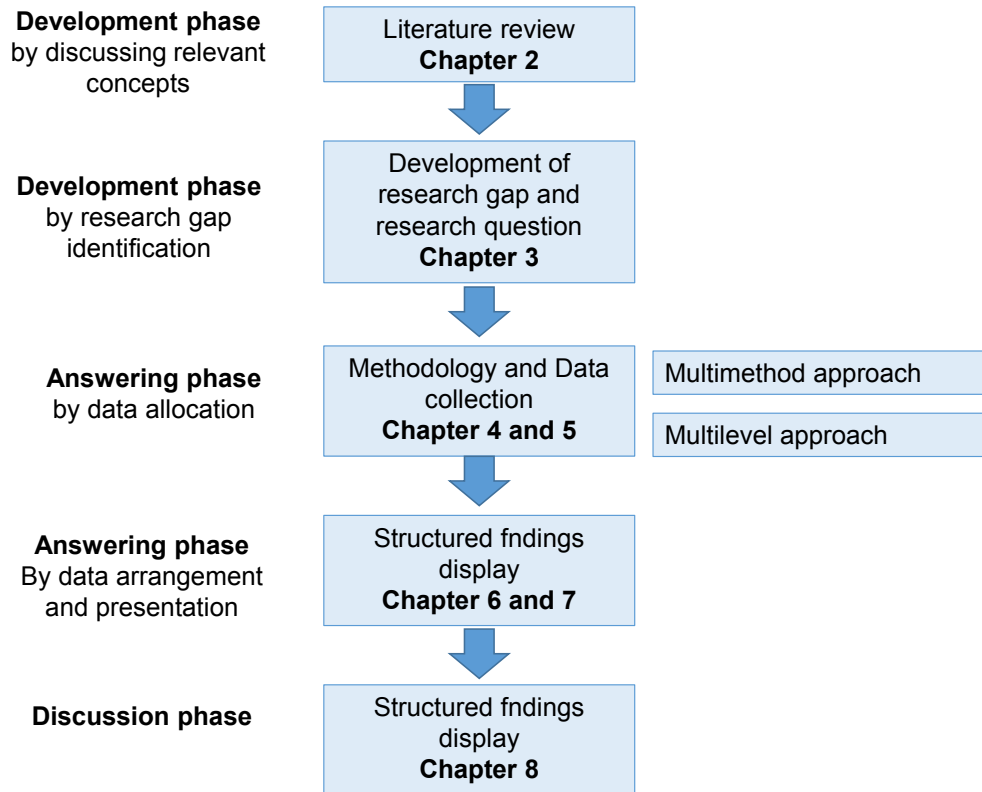 Development phase
by discussing relevant
concepts
Literature review
Chapter 2
Development phase
by research gap
identification
Development of
research gap and
research question
Chapter 3
Answering phase
by data allocation
Methodology and Data
collection
Chapter 4 and 5
Multimethod approach
Multilevel approach
Answering phase
By data arrangement
and presentation
Structured fndings
display
Chapter 6 and 7
Discussion phase
Structured fndings
display
Chapter 8